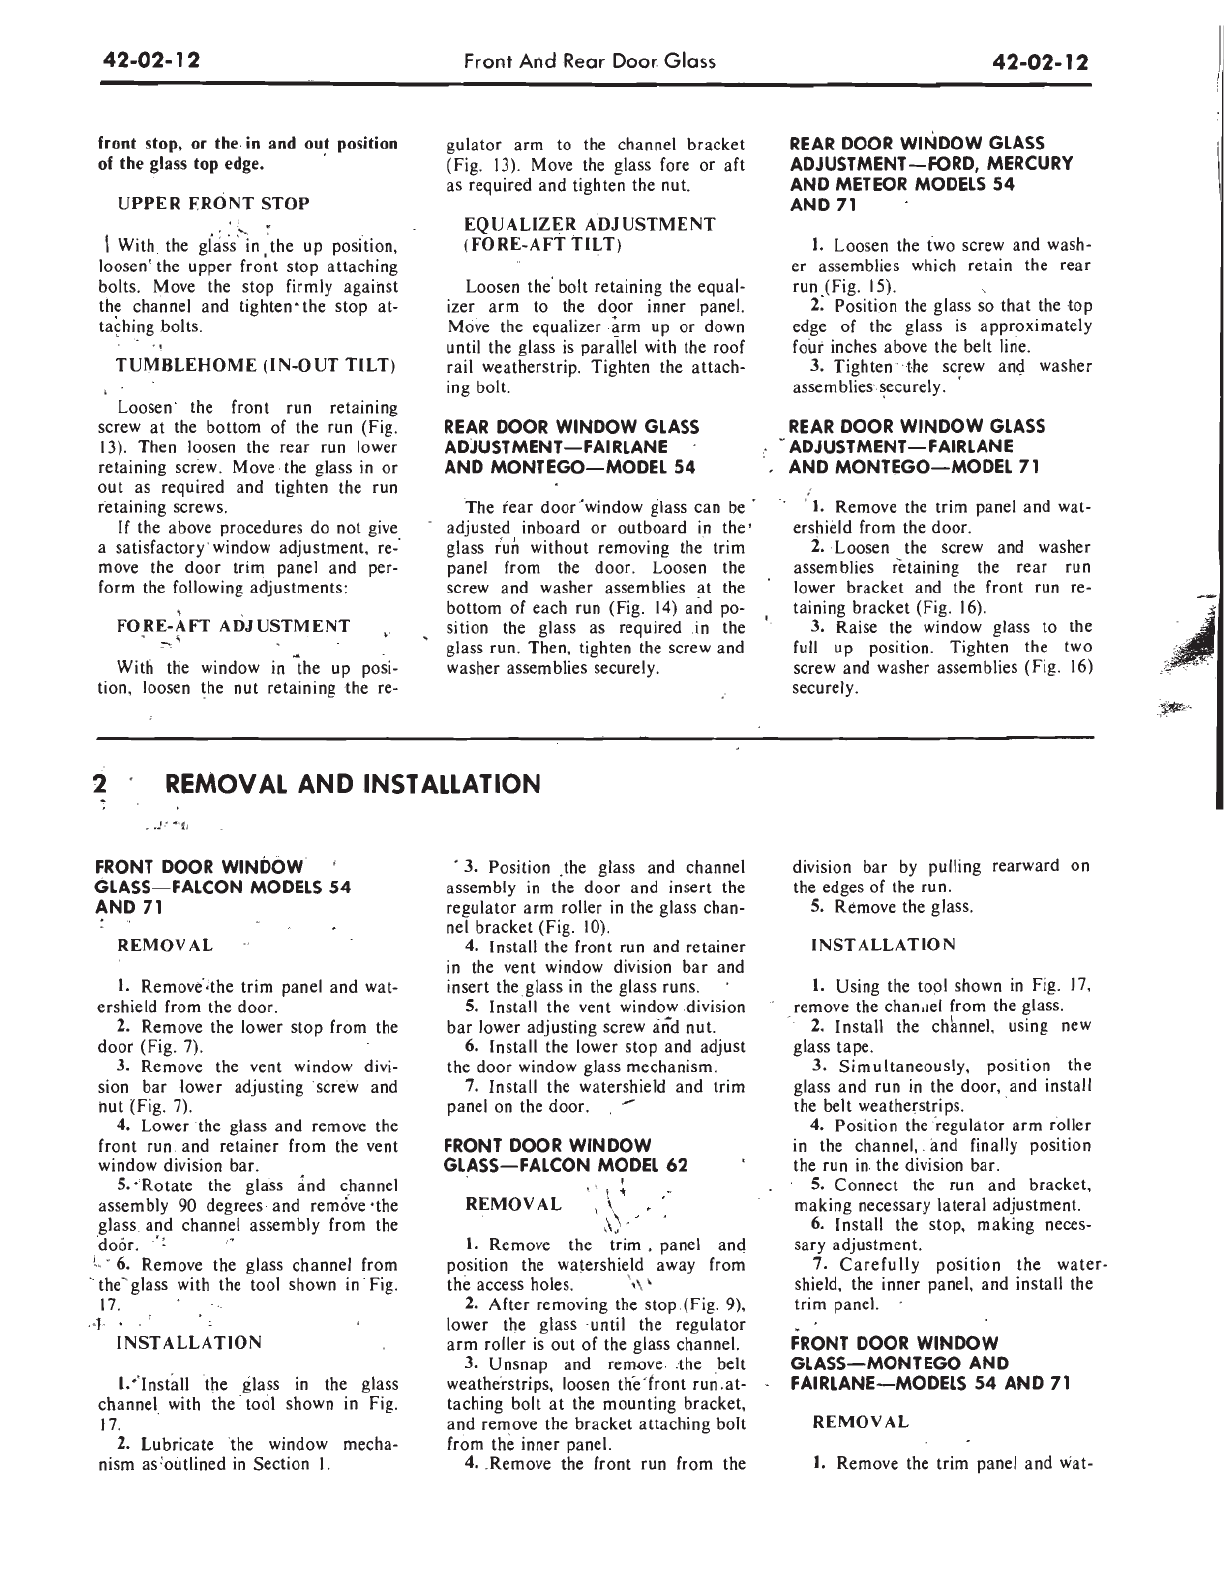 42-02-12 Front And Rear Door Glass 42-02-12
front stop, or the in and out position
of the glass top edge.
UPPER FRONT STOP
With the glass in the up position,
loosen the upper front stop attaching
bolts. Move the stop firmly against
the channel and tighten the stop at-
taching bolts.
TUMBLEHOME (IN-OUT TILT)
Loosen the front run retaining
screw at the bottom of the run (Fig.
13). Then loosen the rear run lower
retaining screw. Move the glass in or
out as required and tighten the run
retaining screws.
If the above procedures do not give
a satisfactory window adjustment, re-
move the door trim panel and per-
form the following adjustments:
FORE-AFT ADJUSTMENT
With the window in the up posi-
tion, loosen the nut retaining the re-
gulator arm to the channel bracket
(Fig. 13). Move the glass fore or aft
as required and tighten the nut.
EQUALIZER ADJUSTMENT
(FORE-AFT TILT)
Loosen the bolt retaining the equal-
izer arm to the door inner panel.
Move the equalizer arm up or down
until the glass is parallel with the roof
rail weatherstrip. Tighten the attach-
ing bolt.
REAR DOOR WINDOW GLASS
ADJUSTMENT—FAIRLANE
AND MONTEGO—MODEL 54
The rear door window glass can be
adjusted inboard or outboard in the
glass run without removing the trim
panel from the door. Loosen the
screw and washer assemblies at the
bottom of each run (Fig. 14) and po-
sition the glass as required in the
glass run. Then, tighten the screw and
washer assemblies securely.
REAR DOOR WINDOW GLASS
ADJUSTMENT—FORD, MERCURY
AND METEOR MODELS 54
AND 71
1. Loosen the two screw and wash-
er assemblies which retain the rear
run (Fig. 15).
2. Position the glass so that the top
edge of the glass is approximately
four inches above the belt line.
3. Tighten the screw and washer
assemblies securely.
REAR DOOR WINDOW GLASS
ADJUSTMENT—FAIRLANE
AND MONTEGO—MODEL 71
1. Remove the trim panel and wat-
ershield from the door.
2. Loosen the screw and washer
assemblies retaining the rear run
lower bracket and the front run re-
taining bracket (Fig. 16).
3. Raise the window glass to the
full up position. Tighten the two
screw and washer assemblies (Fig. 16)
securely.
2 REMOVAL AND INSTALLATION
FRONT DOOR WINDOW
GLASS—FALCON MODELS 54
AND 71
REMOVAL
1. Remove the trim panel and wat-
ershield from the door.
2. Remove the lower stop from the
door (Fig. 7).
3. Remove the vent window divi-
sion bar lower adjusting screw and
nut (Fig. 7).
4. Lower the glass and remove the
front run and retainer from the vent
window division bar.
5. Rotate the glass and channel
assembly 90 degrees and remove the
glass and channel assembly from the
door.
6. Remove the glass channel from
the glass with the tool shown in Fig.
17.
INSTALLATION
1. Install the glass in the glass
channel with the tool shown in Fig.
17.
2. Lubricate the window mecha-
nism as outlined in Section 1.
3. Position the glass and channel
assembly in the door and insert the
regulator arm roller in the glass chan-
nel bracket (Fig. 10).
4. Install the front run and retainer
in the vent window division bar and
insert the glass in the glass runs.
5. Install the vent window division
bar lower adjusting screw and nut.
6. Install the lower stop and adjust
the door window glass mechanism.
7. Install the watershield and trim
panel on the door.
FRONT DOOR WINDOW
GLASS—FALCON MODEL 62
REMOVAL
1. Remove the trim panel and
position the watershield away from
the access holes.
2. After removing the stop (Fig. 9),
lower the glass until the regulator
arm roller is out of the glass channel.
3. Unsnap and remove the belt
weatherstrips, loosen the front run at-
taching bolt at the mounting bracket,
and remove the bracket attaching bolt
from the inner panel.
4. Remove the front run from the
division bar by pulling rearward on
the edges of the run.
5. Remove the glass.
INSTALLATION
1. Using the tool shown in Fig. 17,
remove the channel from the glass.
2. Install the channel, using new
glass tape.
3. Simultaneously, position the
glass and run in the door, and install
the belt weatherstrips.
4. Position the regulator arm roller
in the channel, and finally position
the run in the division bar.
5. Connect the run and bracket,
making necessary lateral adjustment.
6. Install the stop, making neces-
sary adjustment.
7. Carefully position the water-
shield, the inner panel, and install the
trim panel.
FRONT DOOR WINDOW
GLASS—MONTEGO AND
FAIRLANE—MODELS 54 AND 71
REMOVAL
1. Remove the trim panel and wat-